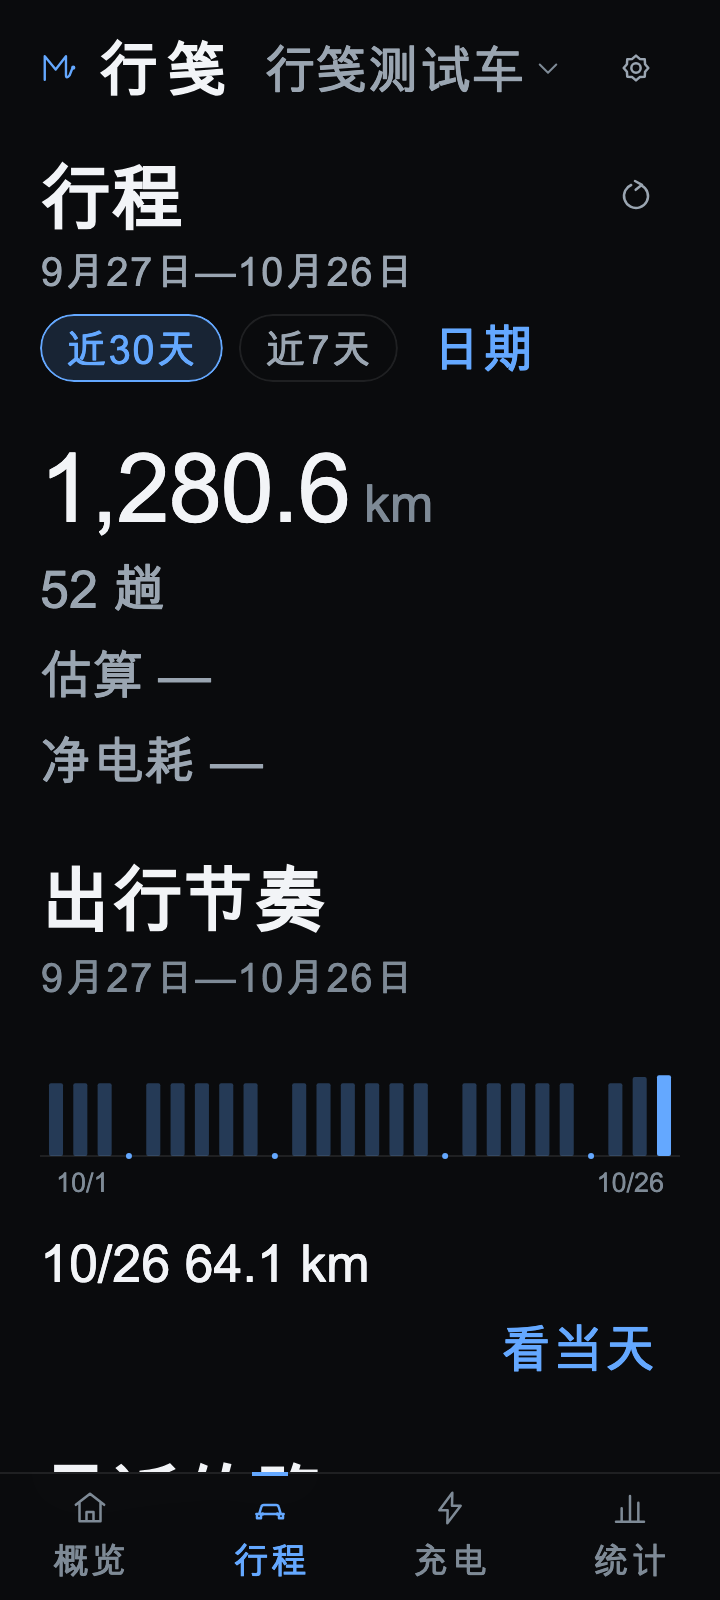 行笺 行笺测试车
行程
9月27日—10月26日
近30天 近7天 日期
1,280.6 km
52 趟
估算 —
净电耗 —
出行节奏
9月27日—10月26日
10/1 10/26
10/26 64.1 km
看当天
概览 行程 充电 统计